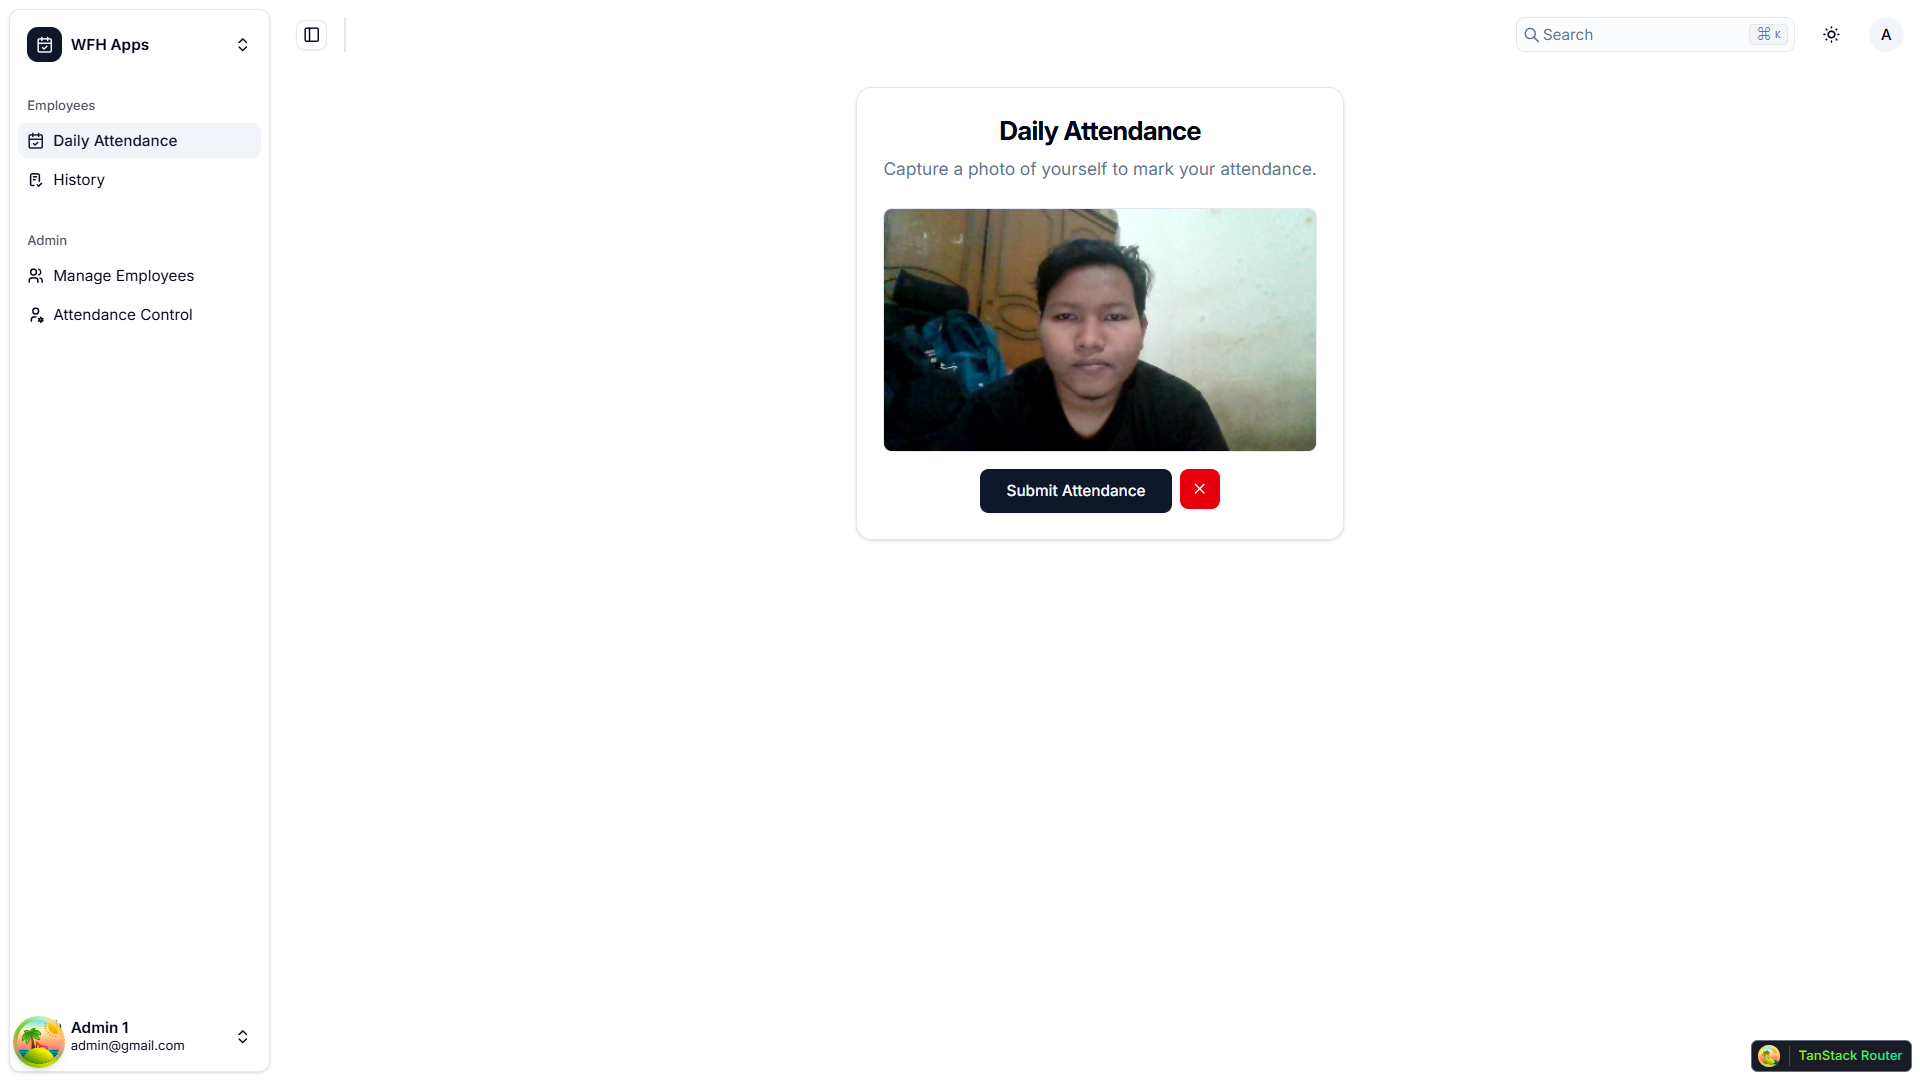 WFH Apps
Search
⌘ K
A
Employees
Daily Attendance
History
Admin
Manage Employees
Attendance Control
Daily Attendance
Capture a photo of yourself to mark your attendance.
Submit Attendance
Admin 1
admin@gmail.com
TanStack Router